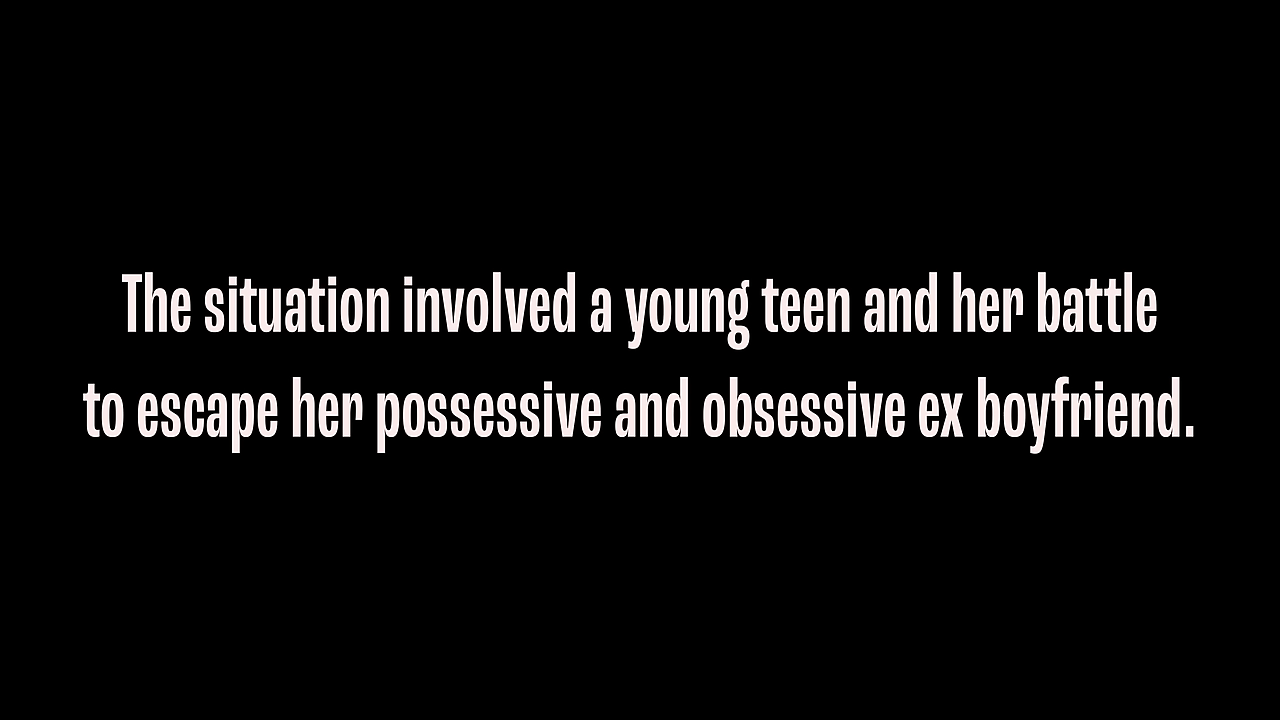 The situation involved a young teen and her battle
to escape her possessive and obsessive ex boyfriend.